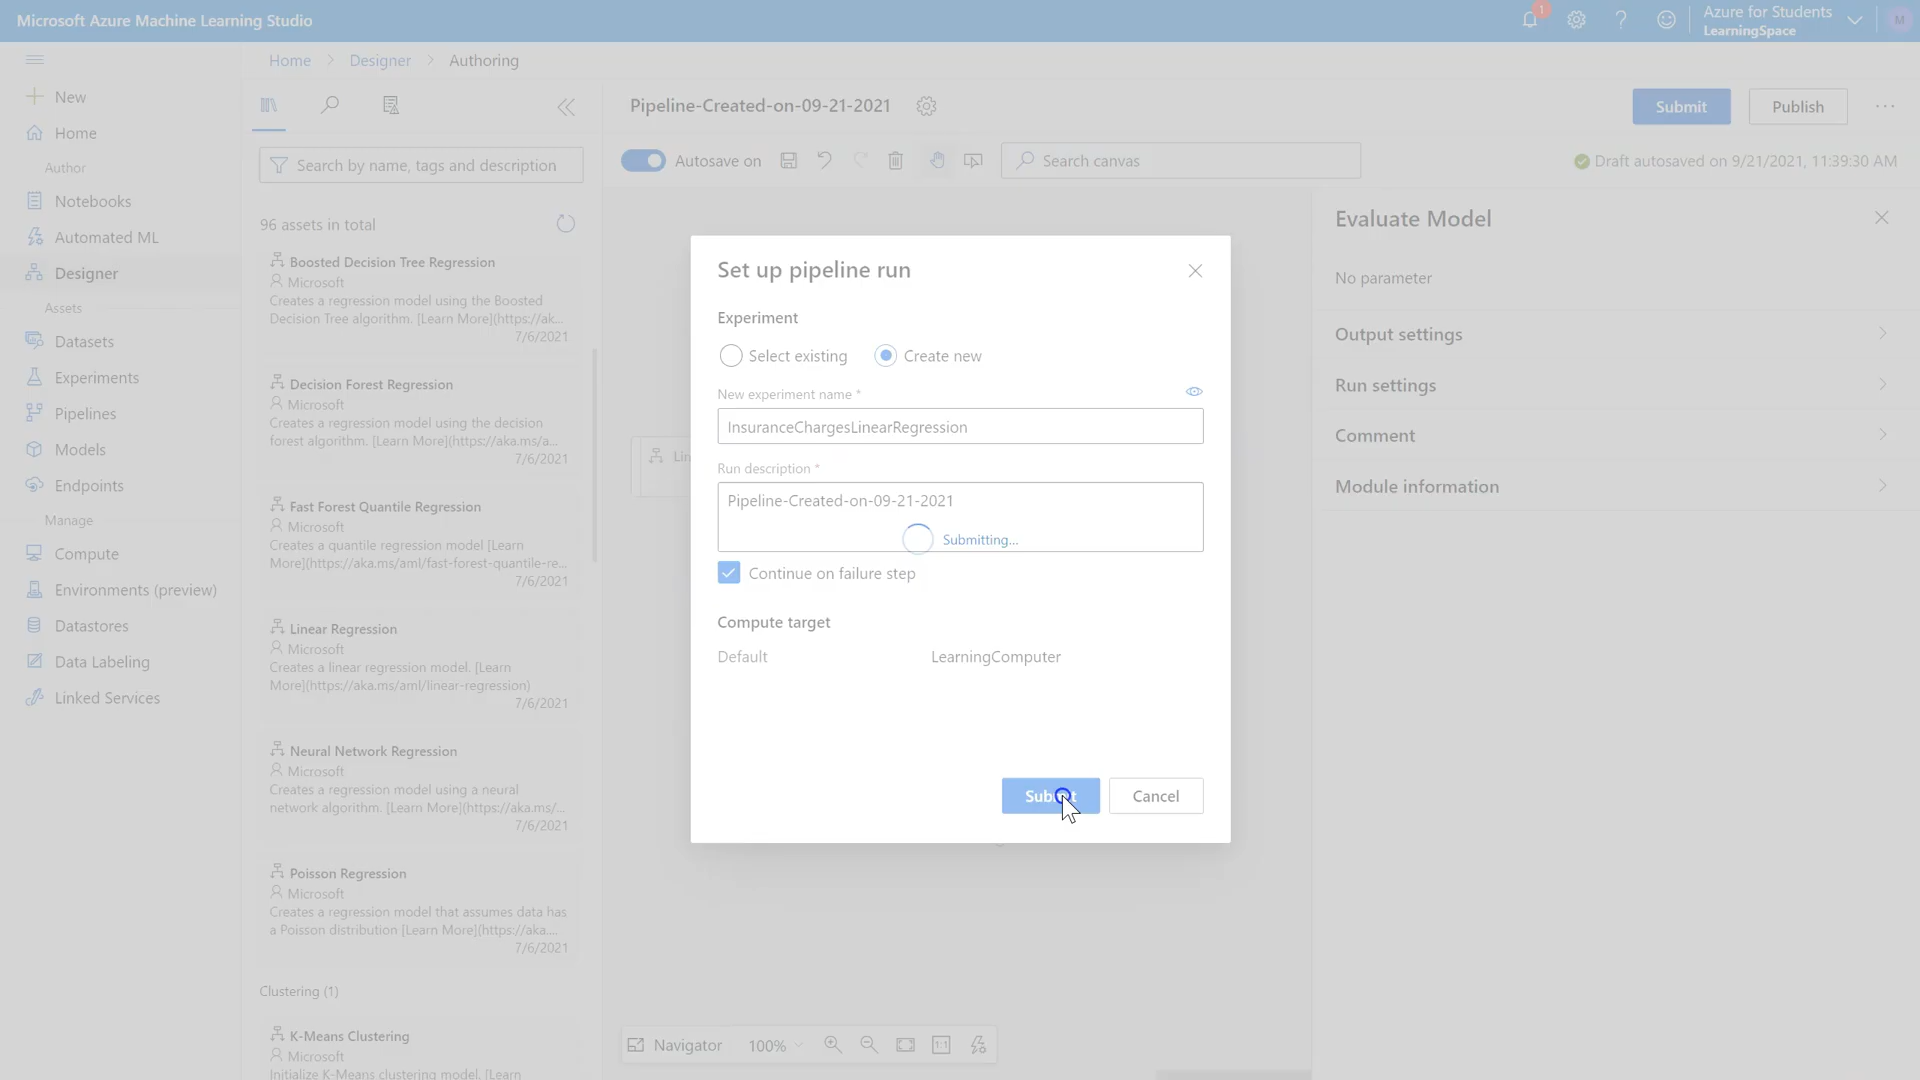 Microsoft Azure Machine Learning Studio
1
Azure for Students
LearningSpace
M
Home > Designer > Authoring
New
Home
Author
Notebooks
Automated ML
Designer
Assets
Datasets
Experiments
Pipelines
Models
Endpoints
Manage
Compute
Environments (preview)
Datastores
Data Labeling
Linked Services
Search by name, tags and description
96 assets in total
Boosted Decision Tree Regression
Microsoft
Creates a regression model using the Boosted
Decision Tree algorithm. [Learn More](https://ak...
7/6/2021
Decision Forest Regression
Microsoft
Creates a regression model using the decision
forest algorithm. [Learn More](https://aka.ms/a...
7/6/2021
Fast Forest Quantile Regression
Microsoft
Creates a quantile regression model [Learn
More](https://aka.ms/aml/fast-forest-quantile-re...
7/6/2021
Linear Regression
Microsoft
Creates a linear regression model. [Learn
More](https://aka.ms/aml/linear-regression)
7/6/2021
Neural Network Regression
Microsoft
Creates a regression model using a neural
network algorithm. [Learn More](https://aka.ms/...
7/6/2021
Poisson Regression
Microsoft
Creates a regression model that assumes data has
a Poisson distribution [Learn More](https://aka....
7/6/2021
Clustering (1)
K-Means Clustering
Microsoft
Initialize K-Means clustering model. [Learn
Pipeline-Created-on-09-21-2021
Submit
Publish
Autosave on
Search canvas
Draft autosaved on 9/21/2021, 11:39:30 AM
Lin
Set up pipeline run
Experiment
Select existing
Create new
New experiment name *
InsuranceChargesLinearRegression
Run description *
Pipeline-Created-on-09-21-2021
Submitting...
Continue on failure step
Compute target
Default
LearningComputer
Submit
Cancel
Navigator
100%
1:1
Evaluate Model
No parameter
Output settings
Run settings
Comment
Module information